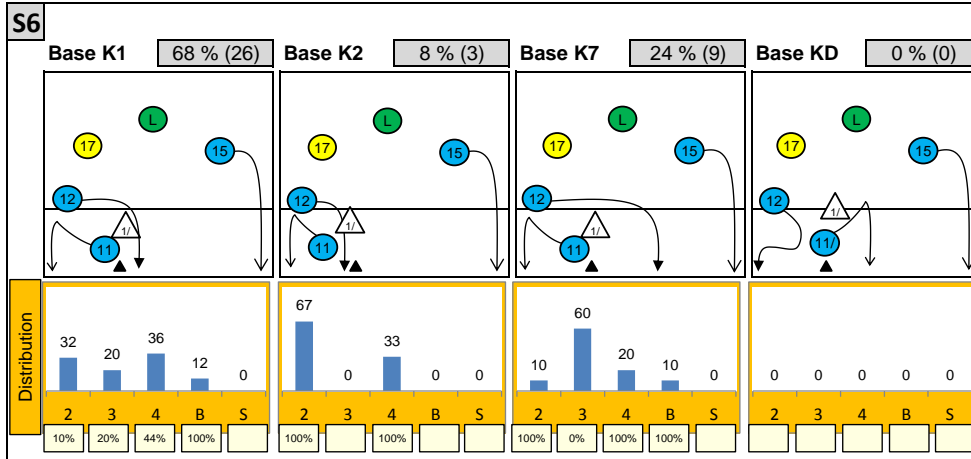 S6
Base K1 68 % (26) Base K2 8 % (3) Base K7 24 % (9) Base KD 0 % (0)
L L L L
17 15 17 15 17 15 17 15
12 12 12 12
1/ 1/ 1/ 1/
11 11 11 11/
Distribution
32 20 36 12 0 67 0 33 0 0 10 60 20 10 0 0 0 0 0 0
2 3 4 B S 2 3 4 B S 2 3 4 B S 2 3 4 B S
10% 20% 44% 100% 100% 100% 100% 0% 100% 100%